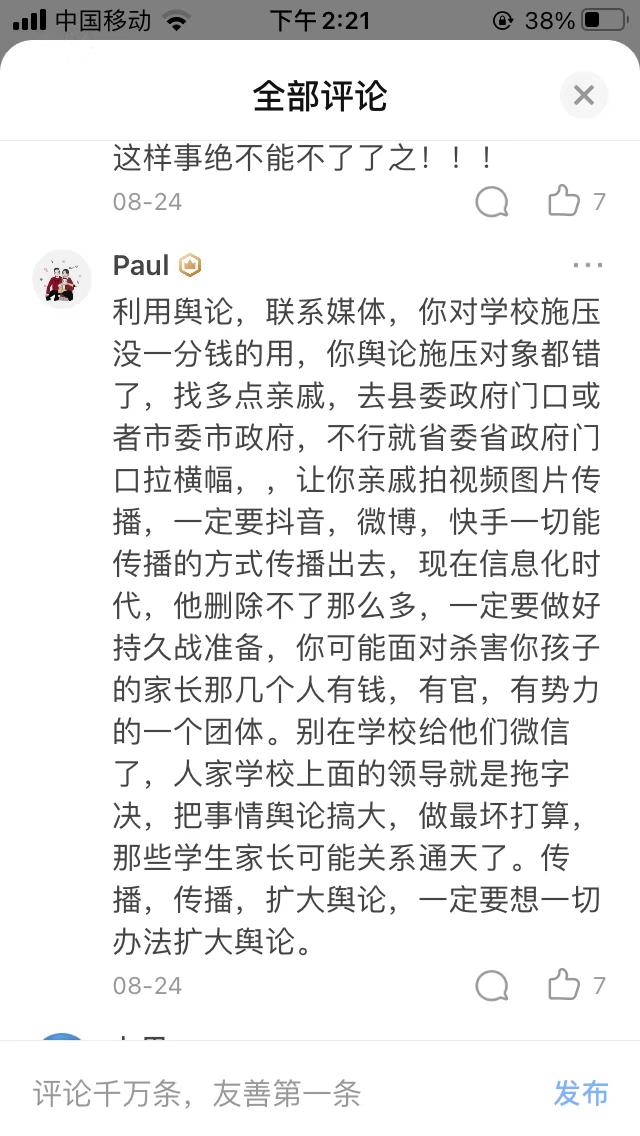 中国移动 下午2:21 38%
全部评论
这样事绝不能不了了之！！！
08-24 7
Paul
利用舆论，联系媒体，你对学校施压
没一分钱的用，你舆论施压对象都错
了，找多点亲戚，去县委政府门口或
者市委市政府，不行就省委省政府门
口拉横幅，，让你亲戚拍视频图片传
播，一定要抖音，微博，快手一切能
传播的方式传播出去，现在信息化时
代，他删除不了那么多，一定要做好
持久战准备，你可能面对杀害你孩子
的家长那几个人有钱，有官，有势力
的一个团体。别在学校给他们微信
了，人家学校上面的领导就是拖字
决，把事情舆论搞大，做最坏打算，
那些学生家长可能关系通天了。传
播，传播，扩大舆论，一定要想一切
办法扩大舆论。
08-24 7
评论千万条，友善第一条 发布